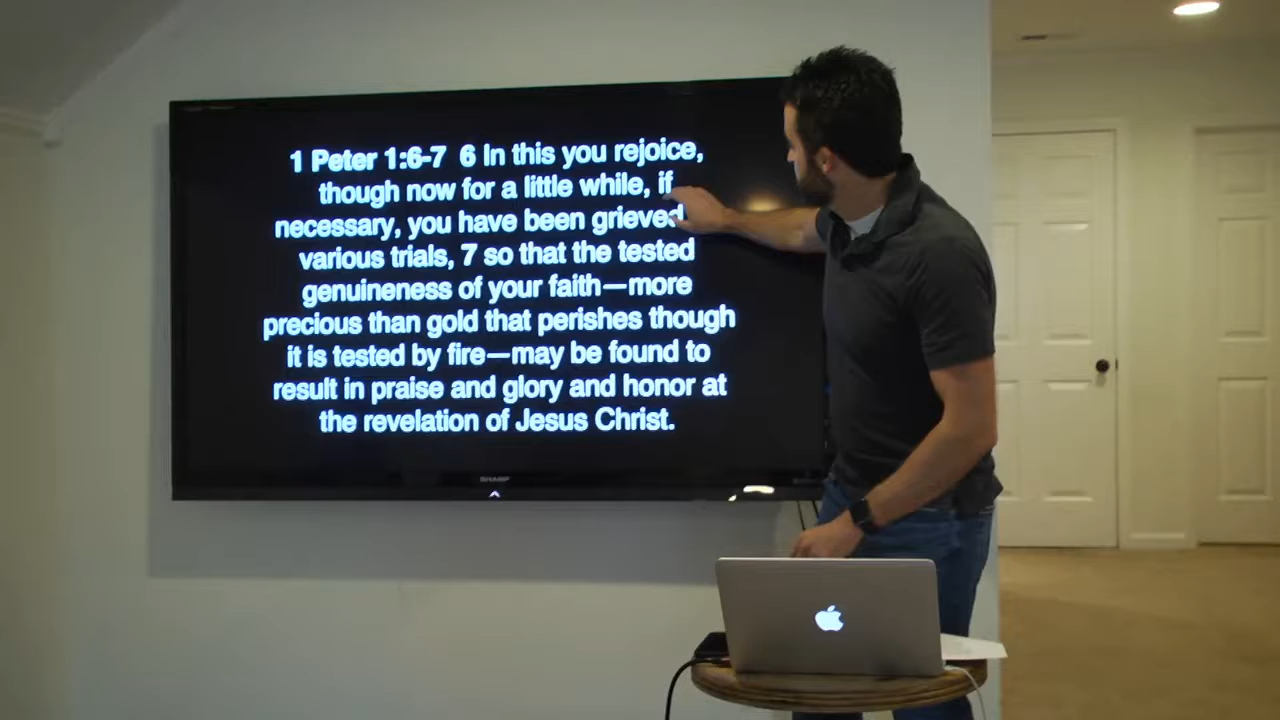 1 Peter 1:6-7 6 In this you rejoice,
though now for a little while, if
necessary, you have been grieved
various trials, 7 so that the tested
genuineness of your faith—more
precious than gold that perishes though
it is tested by fire—may be found to
result in praise and glory and honor at
the revelation of Jesus Christ.
SHARP